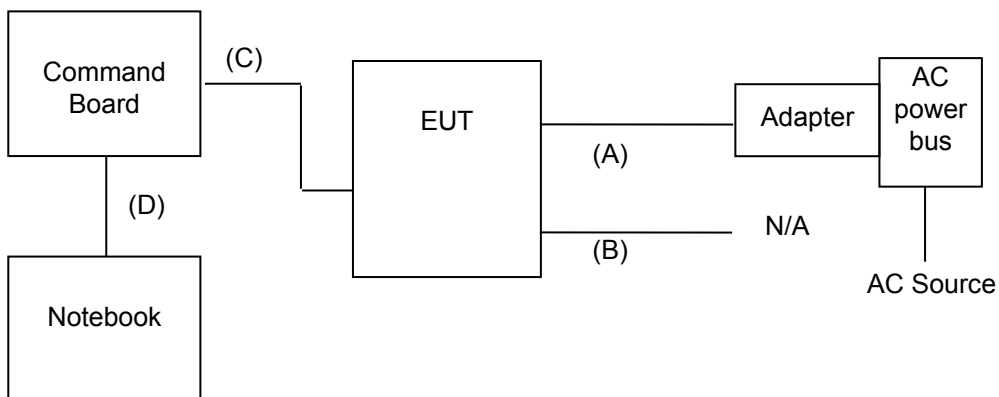 Command
Board
(C)
EUT
(A)
Adapter
AC
power
bus
(D)
(B)
N/A
AC Source
Notebook